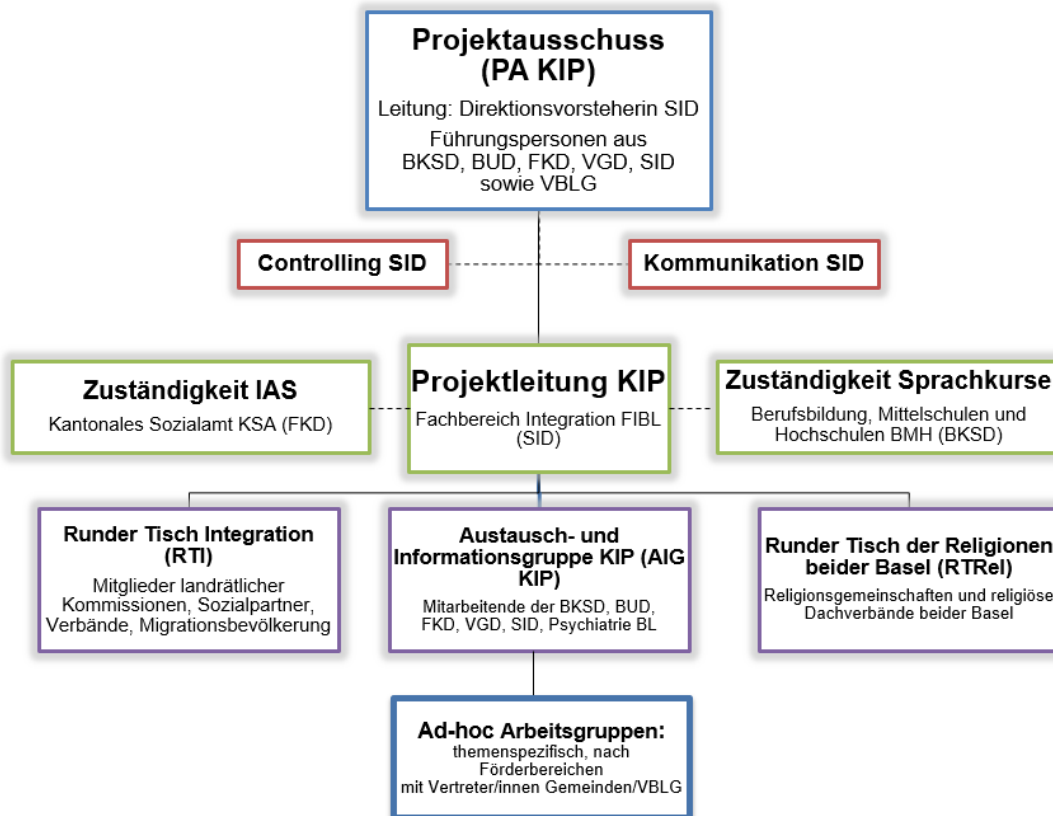 Projektausschuss
(PA KIP)
Leitung: Direktionsvorsteherin SID
Führungspersonen aus
BKSD, BUD, FKD, VGD, SID
sowie VBLG
Controlling SID
Kommunikation SID
Zuständigkeit IAS
Kantonales Sozialamt KSA (FKD)
Projektleitung KIP
Fachbereich Integration FIBL
(SID)
Zuständigkeit Sprachkurse
Berufsbildung, Mittelschulen und
Hochschulen BMH (BKSD)
Runder Tisch Integration
(RTI)
Mitglieder landrätlicher
Kommissionen, Sozialpartner,
Verbände, Migrationsbevölkerung
Austausch- und
Informationsgruppe KIP (AIG
KIP)
Mitarbeitende der BKSD, BUD,
FKD, VGD, SID, Psychiatrie BL
Runder Tisch der Religionen
beider Basel (RTRel)
Religionsgemeinschaften und religiöse
Dachverbände beider Basel
Ad-hoc Arbeitsgruppen:
themenspezifisch, nach
Förderbereichen
mit Vertreter/innen Gemeinden/VBLG